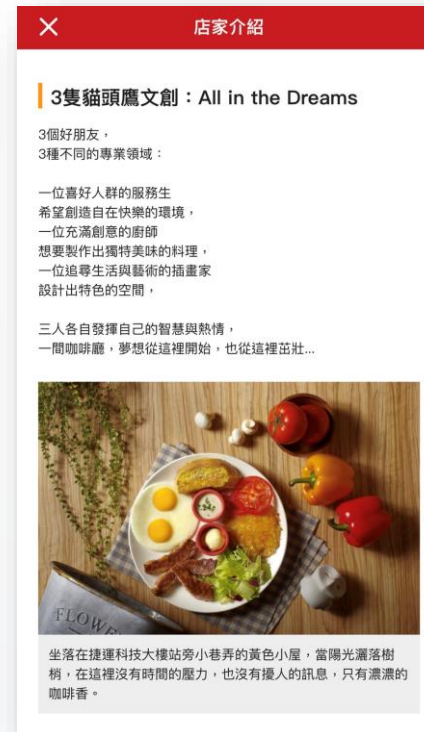 店家介紹
3隻貓頭鷹文創：All in the Dreams
3個好朋友，
3種不同的專業領域：
一位喜好人群的服務生
希望創造自在快樂的環境，
一位充滿創意的廚師
想要製作出獨特美味的料理，
一位追尋生活與藝術的插畫家
設計出特色的空間，
三人各自發揮自己的智慧與熱情，
一間咖啡廳，夢想從這裡開始，也從這裡茁壯...
FLOWE
坐落在捷運科技大樓站旁小巷弄的黃色小屋，當陽光灑落樹
梢，在這裡沒有時間的壓力，也沒有擾人的訊息，只有濃濃的
咖啡香。